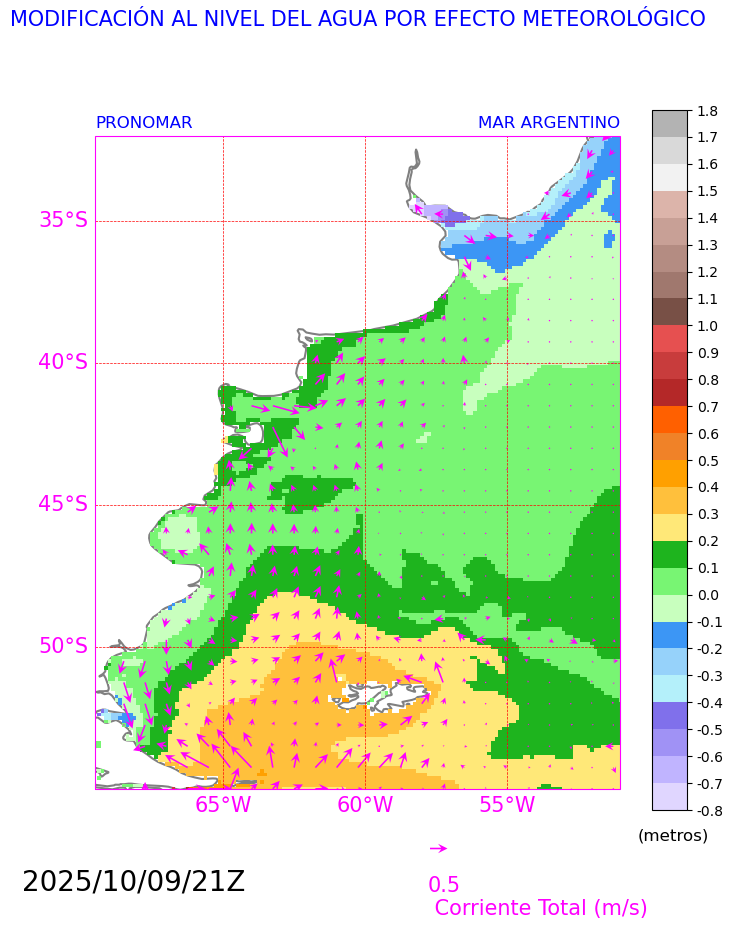 MODIFICACIÓN AL NIVEL DEL AGUA POR EFECTO METEOROLÓGICO
PRONOMAR
MAR ARGENTINO
35°S
40°S
45°S
50°S
65°W
60°W
55°W
1.8
1.7
1.6
1.5
1.4
1.3
1.2
1.1
1.0
0.9
0.8
0.7
0.6
0.5
0.4
0.3
0.2
0.1
0.0
-0.1
-0.2
-0.3
-0.4
-0.5
-0.6
-0.7
-0.8
(metros)
2025/10/09/21Z
0.5
Corriente Total (m/s)